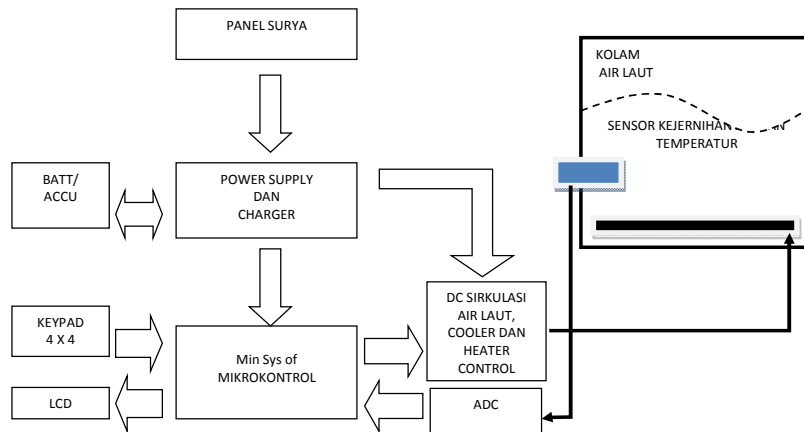 PANEL SURYA
KOLAM
AIR LAUT
SENSOR KEJERNIHAN
TEMPERATUR
BATT/
ACCU
POWER SUPPLY
DAN
CHARGER
DC SIRKULASI
AIR LAUT,
COOLER DAN
HEATER
CONTROL
KEYPAD
4 X 4
Min Sys of
MIKROKONTROL
LCD
ADC